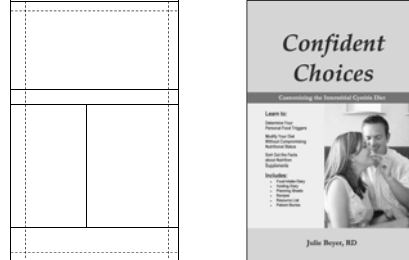 Confident
Choices
Customizing the Interstitial Cystitis Diet
Learn to:
Determine Your
Personal Food Triggers
Modify Your Diet
Without Compromising
Nutritional Status
Sort Out the Facts
about Nutrition
Supplements
Includes:
Food Intake Diary
Voiding Diary
Planning Sheets
Recipes
Resource List
Patient Stories
Julie Beyer, RD